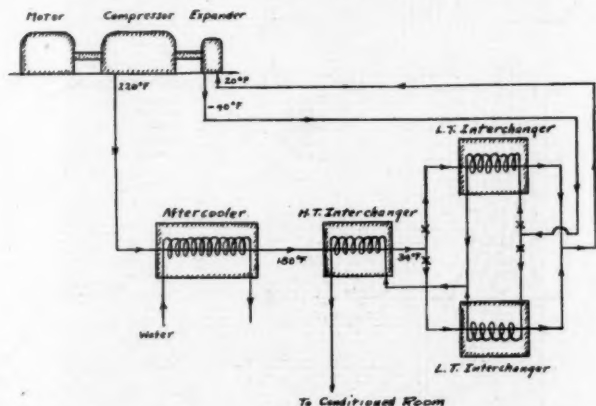 Motor
Compressor
Expander
220°F
20°F
-40°F
L.T. Interchanger
Aftercooler
H.T. Interchanger
180°F
34°F
Water
L.T. Interchanger
To Conditioned Room